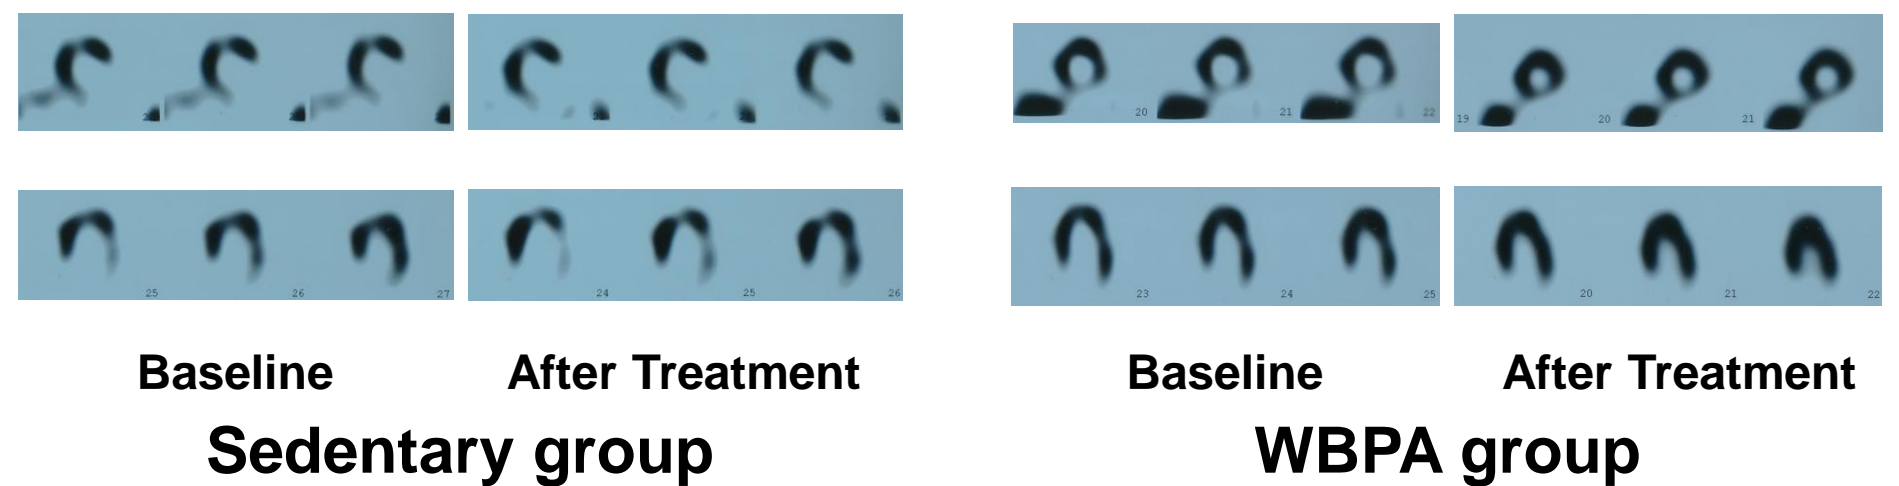 20 21 22
19 20 21
25 26 27
24 25 26
23 24 25
20 21 22
Baseline After Treatment Baseline After Treatment
Sedentary group WBPA group